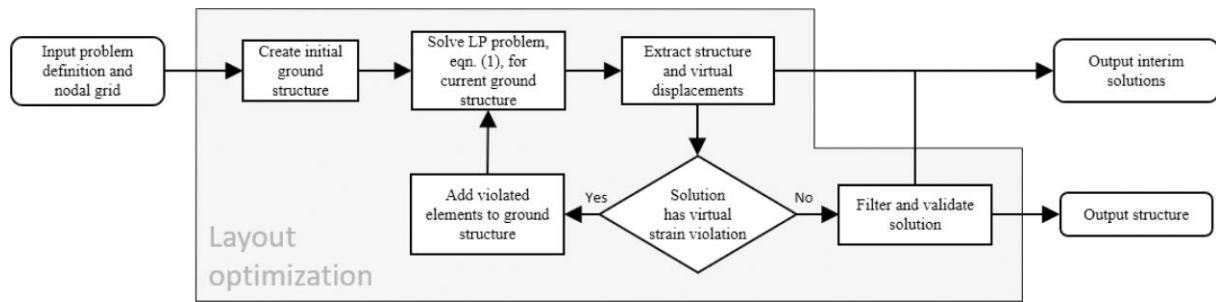 Input problem
definition and
nodal grid
Create initial
ground
structure
Solve LP problem,
eqn. (1), for
current ground
structure
Extract structure
and virtual
displacements
Output interim
solutions
Add violated
elements to ground
structure
Yes
Solution
has virtual
strain violation
No
Filter and validate
solution
Output structure
Layout
optimization